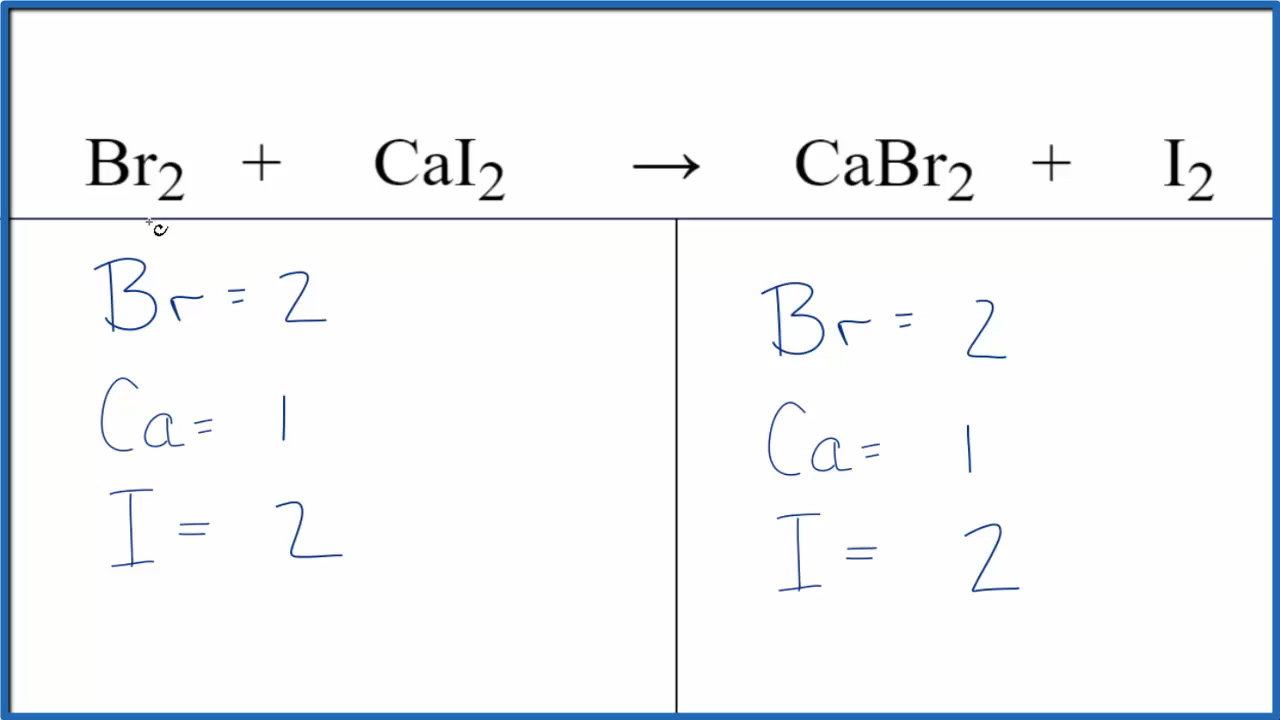 Br₂ + CaI₂ → CaBr₂ + I₂
Br = 2
Ca = 1
I = 2
Br = 2
Ca = 1
I = 2